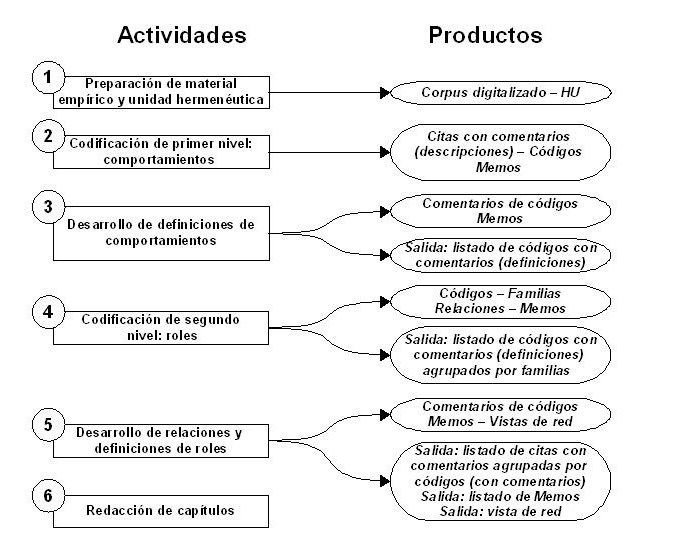 Actividades
Productos
1
Preparación de material
empírico y unidad hermenéutica
Corpus digitalizado – HU
2
Codificación de primer nivel:
comportamientos
Citas con comentarios
(descripciones) – Códigos
Memos
3
Desarrollo de definiciones de
comportamientos
Comentarios de códigos
Memos
Salida: listado de códigos con
comentarios (definiciones)
4
Codificación de segundo
nivel: roles
Códigos – Familias
Relaciones – Memos
Salida: listado de códigos con
comentarios (definiciones)
agrupados por familias
5
Desarrollo de relaciones y
definiciones de roles
Comentarios de códigos
Memos – Vistas de red
Salida: listado de citas con
comentarios agrupadas por
códigos (con comentarios)
Salida: listado de Memos
Salida: vista de red
6
Redacción de capítulos